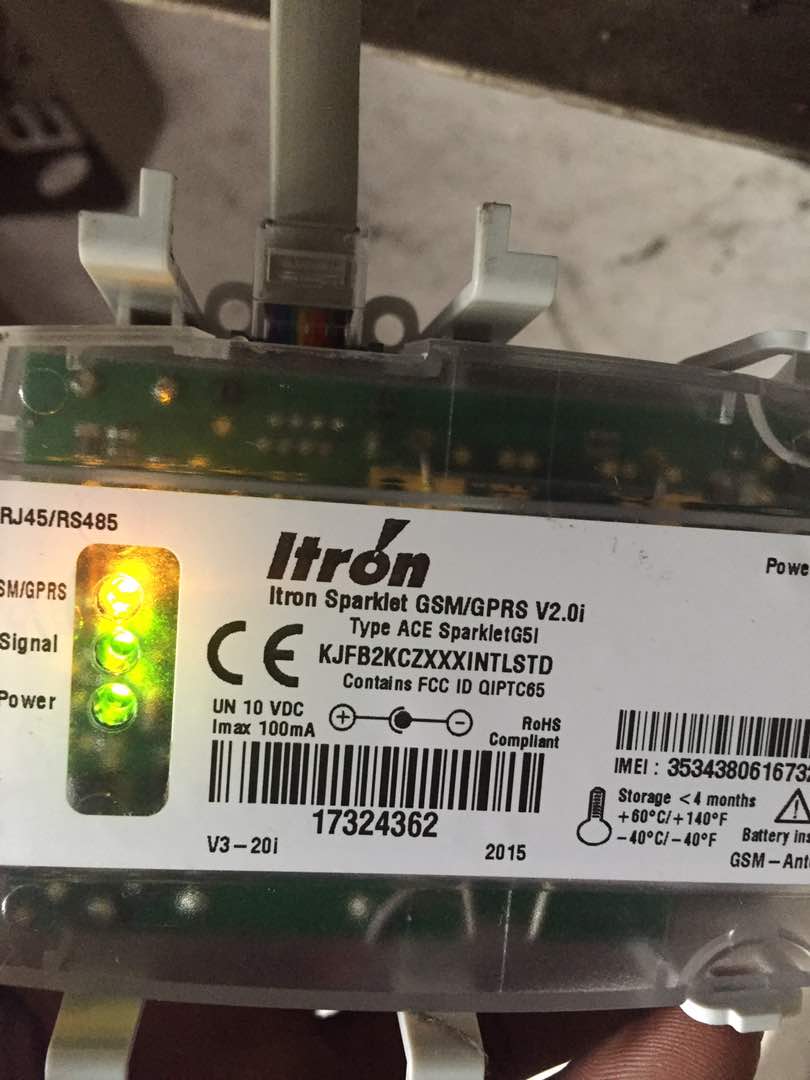 RJ45/RS485
SM/GPRS
Signal
Power
Itron
Itron Sparklet GSM/GPRS V2.0i
Type ACE SparkletG5I
KJFB2KCZXXXINTLSTD
Contains FCC ID QIPTC65
CE
UN 10 VDC
Imax 100mA
+
−
RoHS
Compliant
17324362
V3-20i
2015
Powe
IMEI : 353438061673
Storage <4 months
+60°C/+140°F
-40°C/-40°F
Battery ins
GSM-Ant